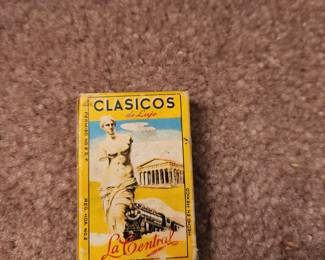 CLASICOS
de Lujo
La Central
HECHO EN MEXICO